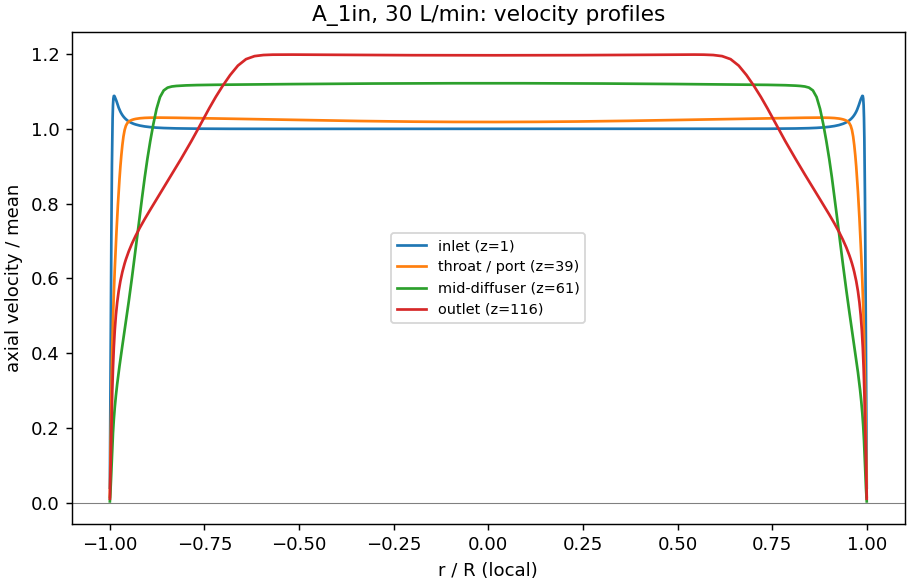 A_1in, 30 L/min: velocity profiles
axial velocity / mean
1.2
1.0
0.8
0.6
0.4
0.2
0.0
inlet (z=1)
throat / port (z=39)
mid-diffuser (z=61)
outlet (z=116)
−1.00 −0.75 −0.50 −0.25 0.00 0.25 0.50 0.75 1.00
r / R (local)